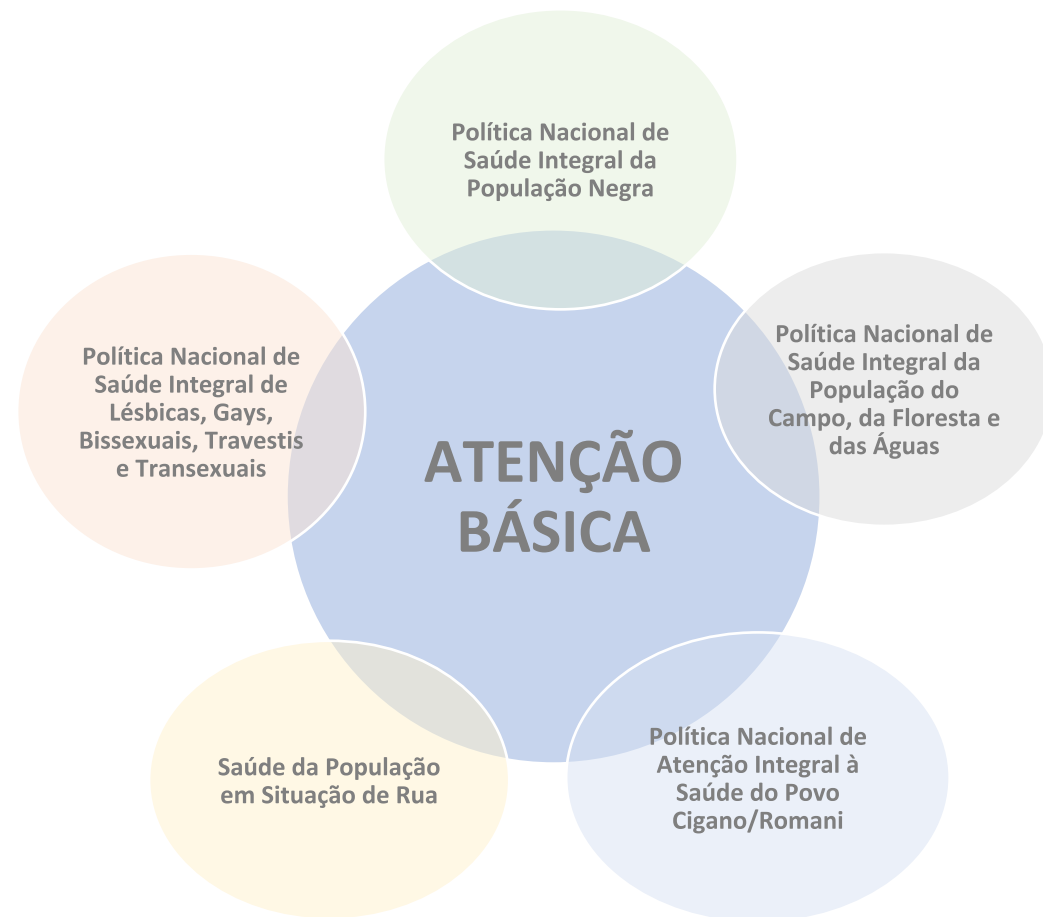 Política Nacional de
Saúde Integral da
População Negra
Política Nacional de
Saúde Integral da
População do
Campo, da Floresta e
das Águas
Política Nacional de
Saúde Integral de
Lésbicas, Gays,
Bissexuais, Travestis
e Transexuais
ATENÇÃO
BÁSICA
Política Nacional de
Atenção Integral à
Saúde do Povo
Cigano/Romani
Saúde da População
em Situação de Rua